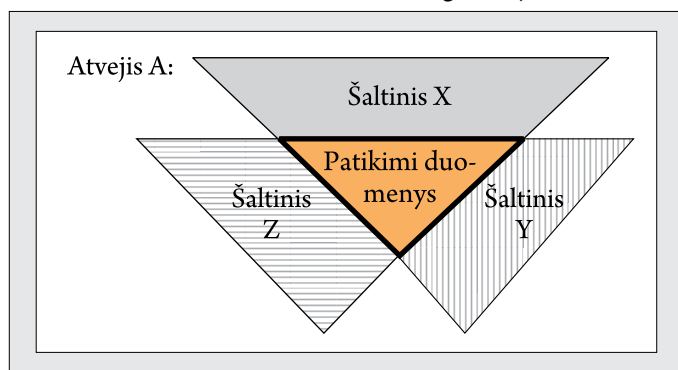 Atvejis A:
Šaltinis X
Patikimi duo-
menys
Šaltinis
Z
Šaltinis
Y